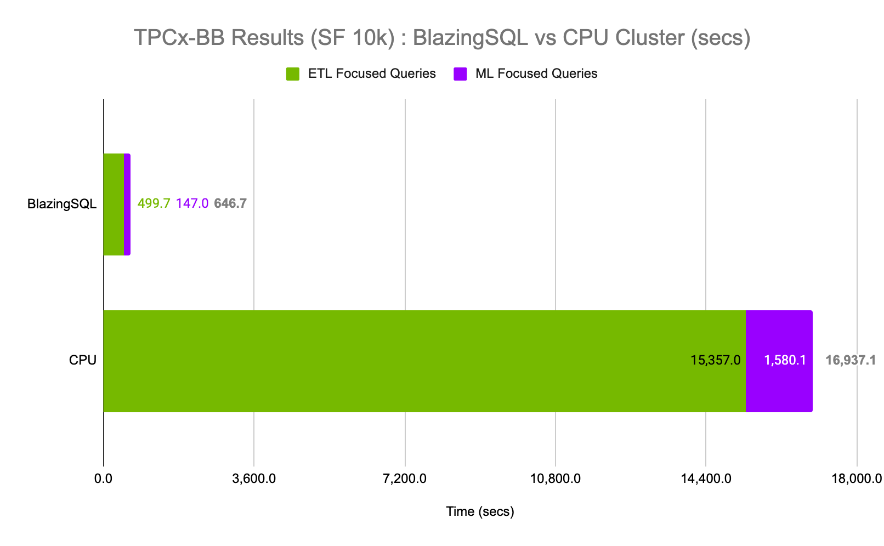 TPCx-BB Results (SF 10k) : BlazingSQL vs CPU Cluster (secs)
ETL Focused Queries ML Focused Queries
BlazingSQL 499.7 147.0 646.7
CPU 15,357.0 1,580.1 16,937.1
0.0 3,600.0 7,200.0 10,800.0 14,400.0 18,000.0
Time (secs)